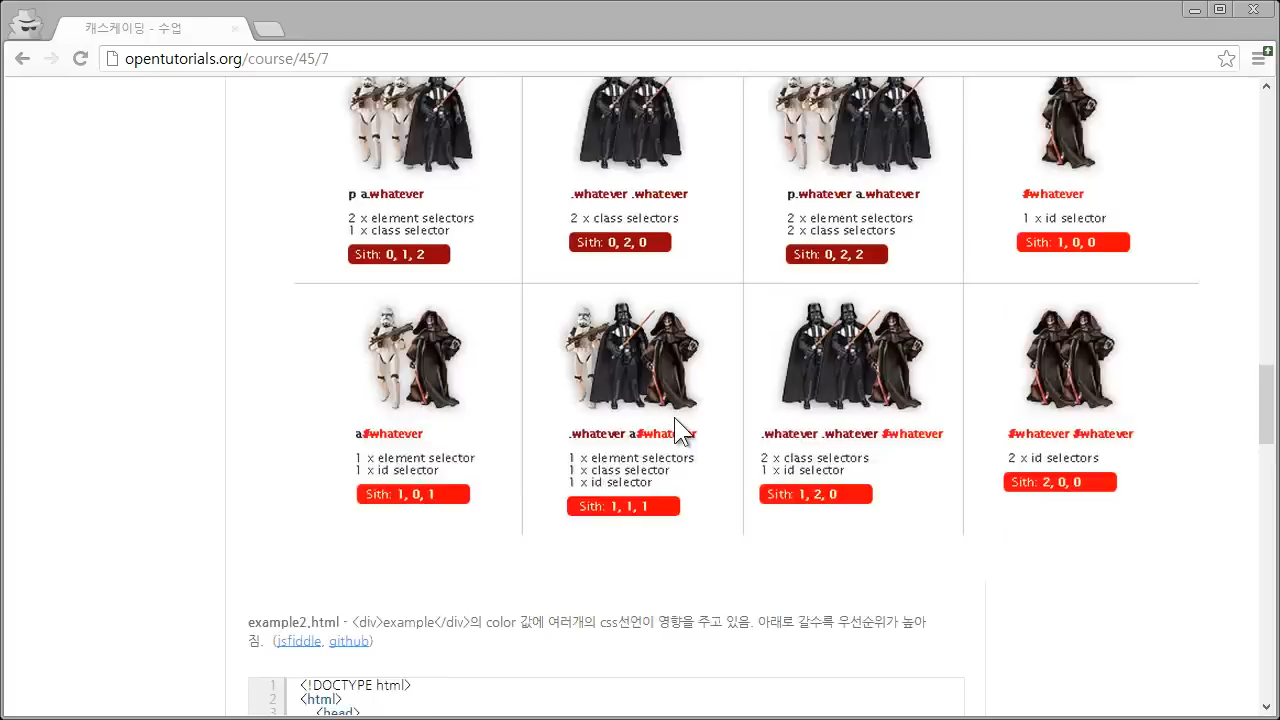 캐스케이딩 - 수업
opentutorials.org/course/45/7
p a.whatever
2 x element selectors
1 x class selector
Sith: 0, 1, 2
.whatever .whatever
2 x class selectors
Sith: 0, 2, 0
p.whatever a.whatever
2 x element selectors
2 x class selectors
Sith: 0, 2, 2
#whatever
1 x id selector
Sith: 1, 0, 0
a#whatever
1 x element selector
1 x id selector
Sith: 1, 0, 1
.whatever a#whatever
1 x element selectors
1 x class selector
1 x id selector
Sith: 1, 1, 1
.whatever .whatever #whatever
2 x class selectors
1 x id selector
Sith: 1, 2, 0
#whatever #whatever
2 x id selectors
Sith: 2, 0, 0
example2.html - <div>example</div>의 color 값에 여러개의 css선언이 영향을 주고 있음. 아래로 갈수록 우선순위가 높아
짐. (jsfiddle, github)
1 <!DOCTYPE html>
2 <html>
3 <head>